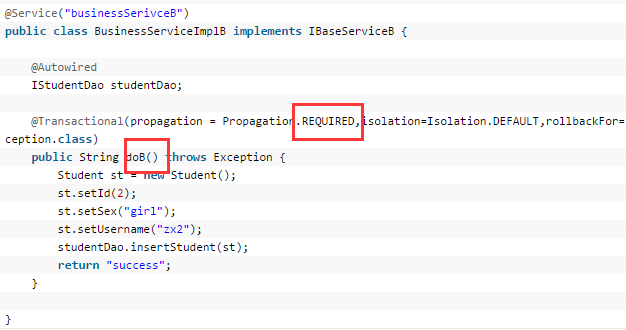 @Service("businessSerivceB")
public class BusinessServiceImplB implements IBaseServiceB {
@Autowired
IStudentDao studentDao;
@Transactional(propagation = Propagation.REQUIRED,isolation=Isolation.DEFAULT,rollbackFor=
ception.class)
public String doB() throws Exception {
Student st = new Student();
st.setId(2);
st.setSex("girl");
st.setUsername("zx2");
studentDao.insertStudent(st);
return "success";
}
}